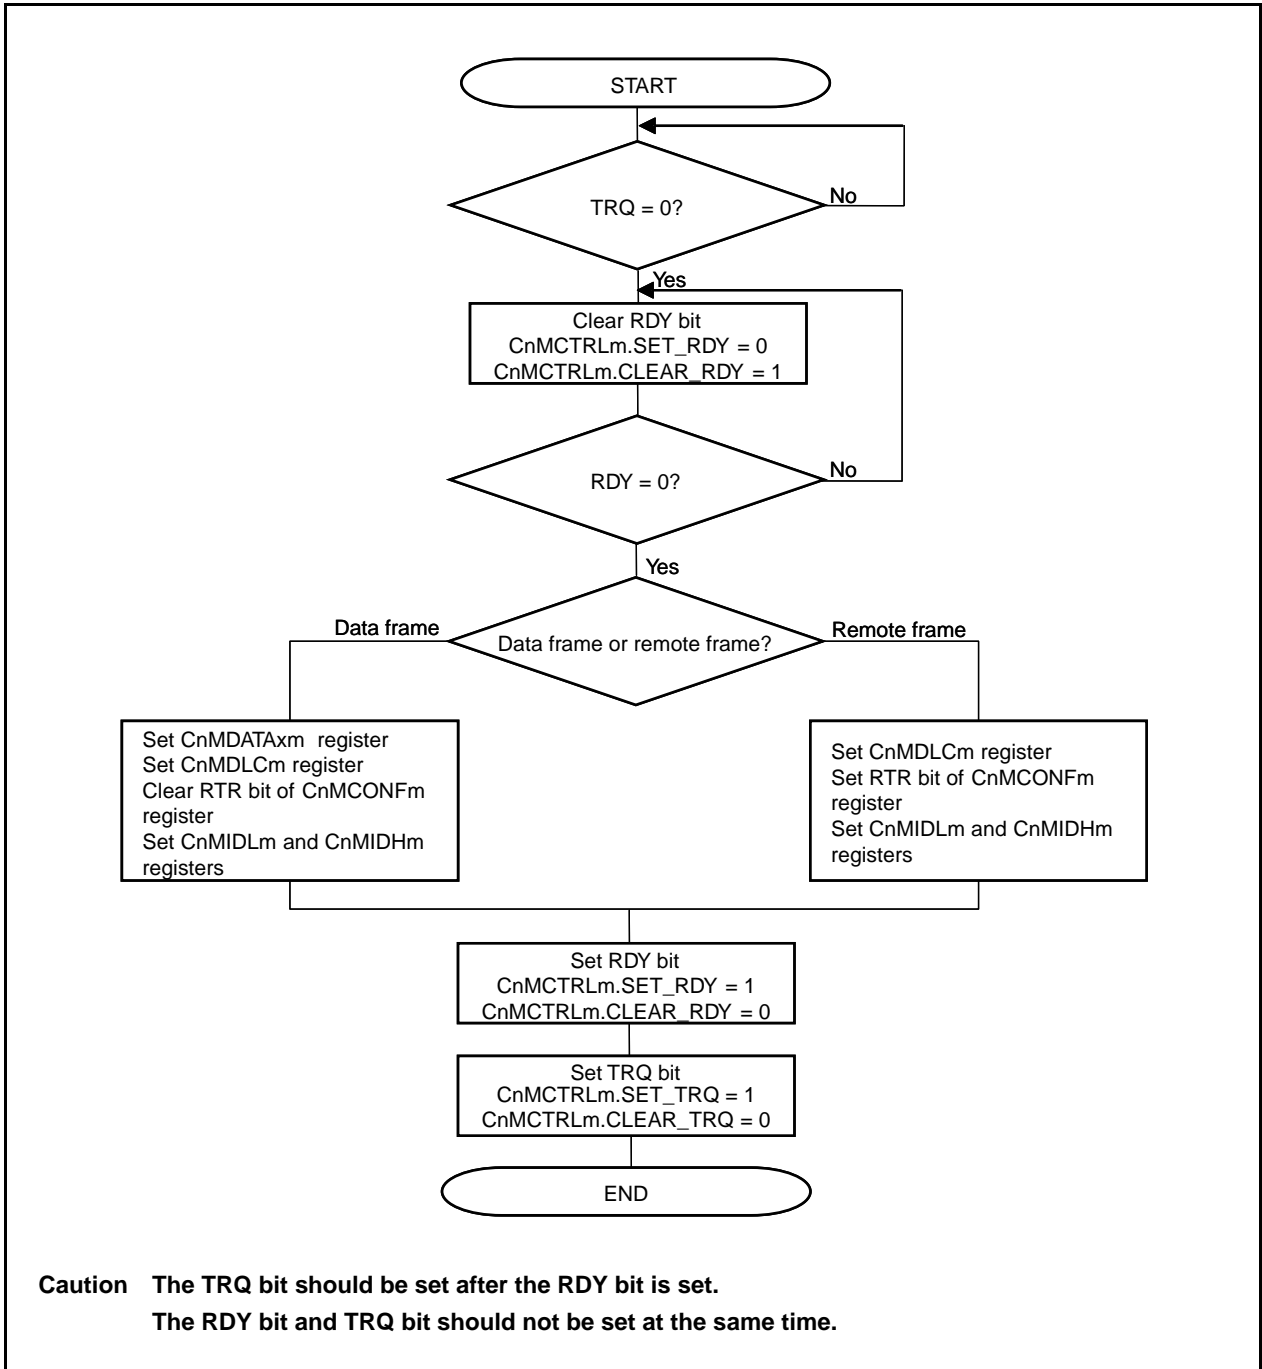 START
No
TRQ = 0?
Yes
Clear RDY bit
CnMCTRLm.SET_RDY = 0
CnMCTRLm.CLEAR_RDY = 1
No
RDY = 0?
Yes
Data frame
Remote frame
Data frame or remote frame?
Set CnMDATAxm register
Set CnMDLCm register
Clear RTR bit of CnMCONFm
register
Set CnMIDLm and CnMIDHm
registers
Set CnMDLCm register
Set RTR bit of CnMCONFm
register
Set CnMIDLm and CnMIDHm
registers
Set RDY bit
CnMCTRLm.SET_RDY = 1
CnMCTRLm.CLEAR_RDY = 0
Set TRQ bit
CnMCTRLm.SET_TRQ = 1
CnMCTRLm.CLEAR_TRQ = 0
END
Caution The TRQ bit should be set after the RDY bit is set.
The RDY bit and TRQ bit should not be set at the same time.